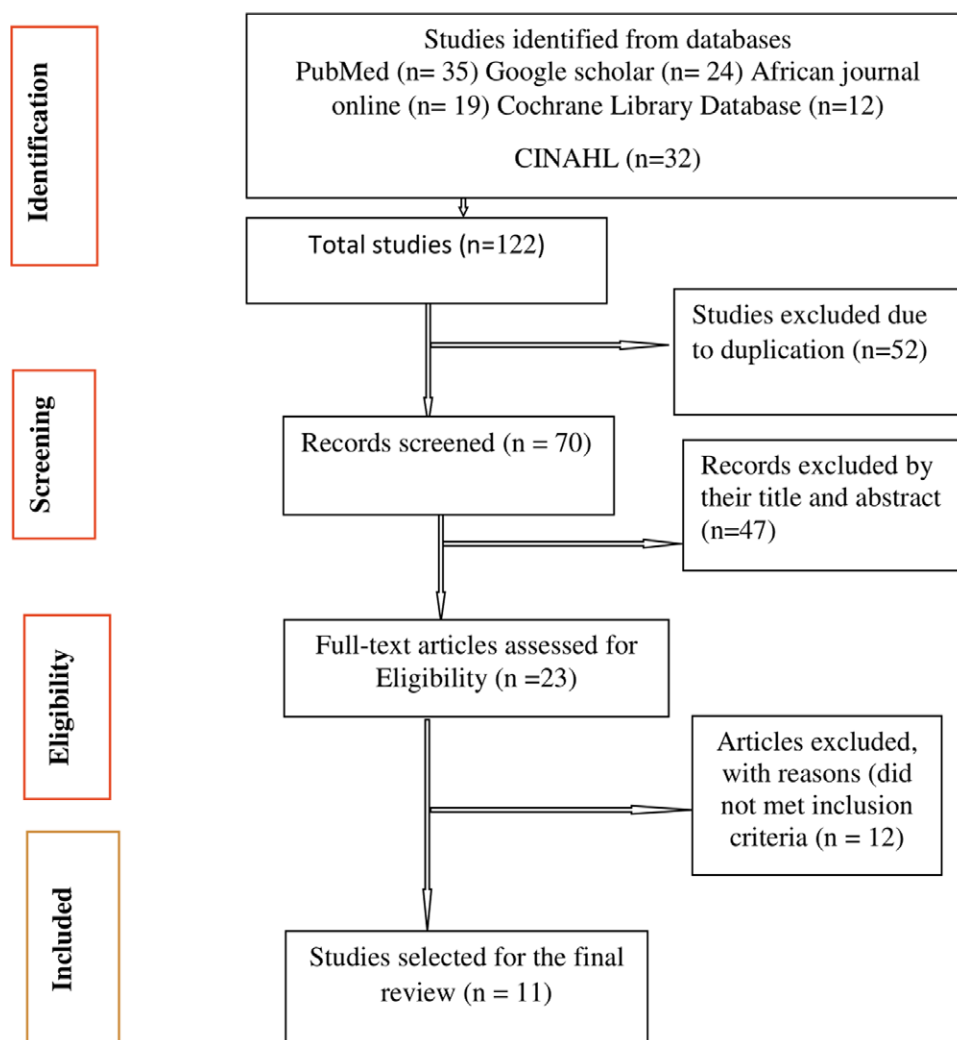 Identification
Studies identified from databases
PubMed (n= 35) Google scholar (n= 24) African journal
online (n= 19) Cochrane Library Database (n=12)
CINAHL (n=32)
Total studies (n=122)
Studies excluded due
to duplication (n=52)
Screening
Records screened (n = 70)
Records excluded by
their title and abstract
(n=47)
Eligibility
Full-text articles assessed for
Eligibility (n =23)
Articles excluded,
with reasons (did
not met inclusion
criteria (n = 12)
Included
Studies selected for the final
review (n = 11)